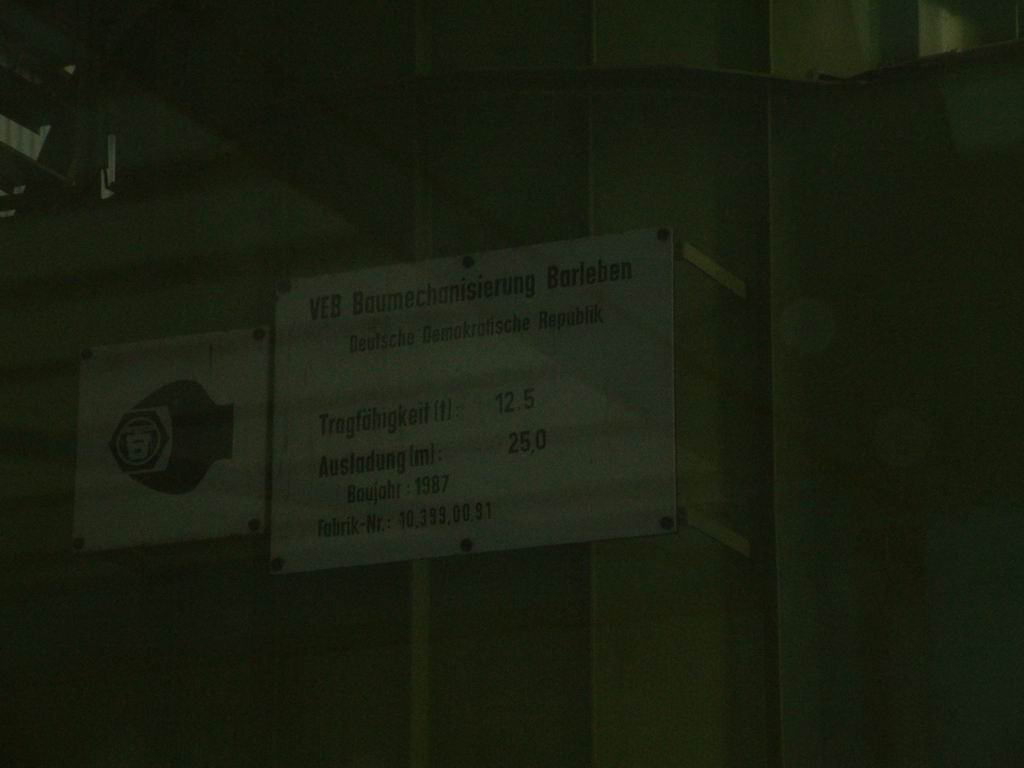 VEB Baumechanisierung Barleben
Deutsche Demokratische Republik
Tragfähigkeit (t): 12.5
Ausladung (m): 25,0
Baujahr : 1987
Fabrik-Nr.: 10,399,00.91